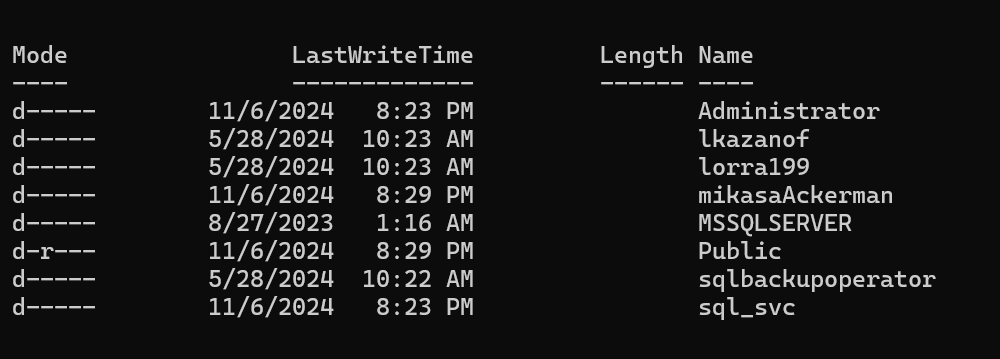 Mode                LastWriteTime         Length Name
----                -------------         ------ ----
d-----        11/6/2024   8:23 PM                Administrator
d-----        5/28/2024  10:23 AM                lkazanof
d-----        5/28/2024  10:23 AM                lorra199
d-----        11/6/2024   8:29 PM                mikasaAckerman
d-----        8/27/2023   1:16 AM                MSSQLSERVER
d-r---        11/6/2024   8:29 PM                Public
d-----        5/28/2024  10:22 AM                sqlbackupoperator
d-----        11/6/2024   8:23 PM                sql_svc